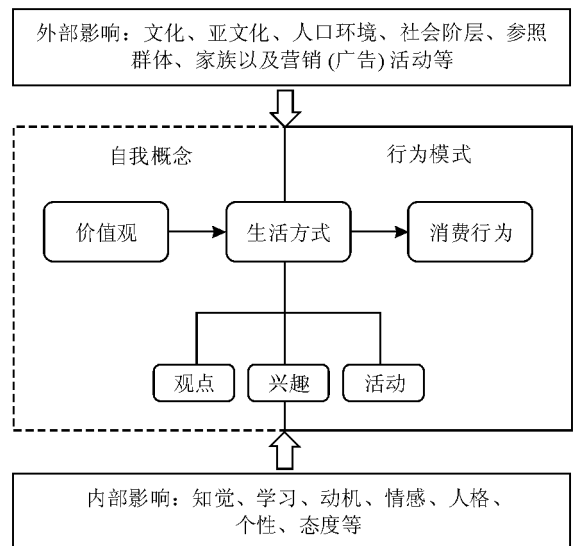 外部影响：文化、亚文化、人口环境、社会阶层、参照
群体、家族以及营销(广告)活动等
自我概念
行为模式
价值观
生活方式
消费行为
观点
兴趣
活动
内部影响：知觉、学习、动机、情感、人格、
个性、态度等